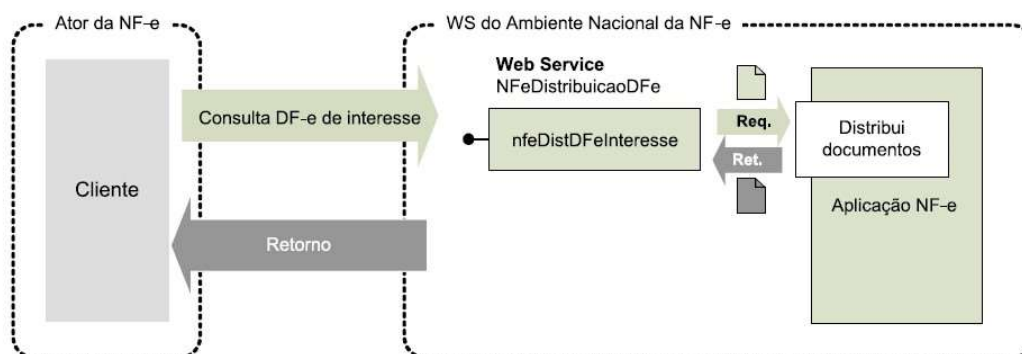 Ator da NF-e
WS do Ambiente Nacional da NF-e
Web Service
NFeDistribuicaoDFe
Consulta DF-e de interesse
nfeDistDFeInteresse
Req.
Ret.
Distribui
documentos
Cliente
Aplicação NF-e
Retorno